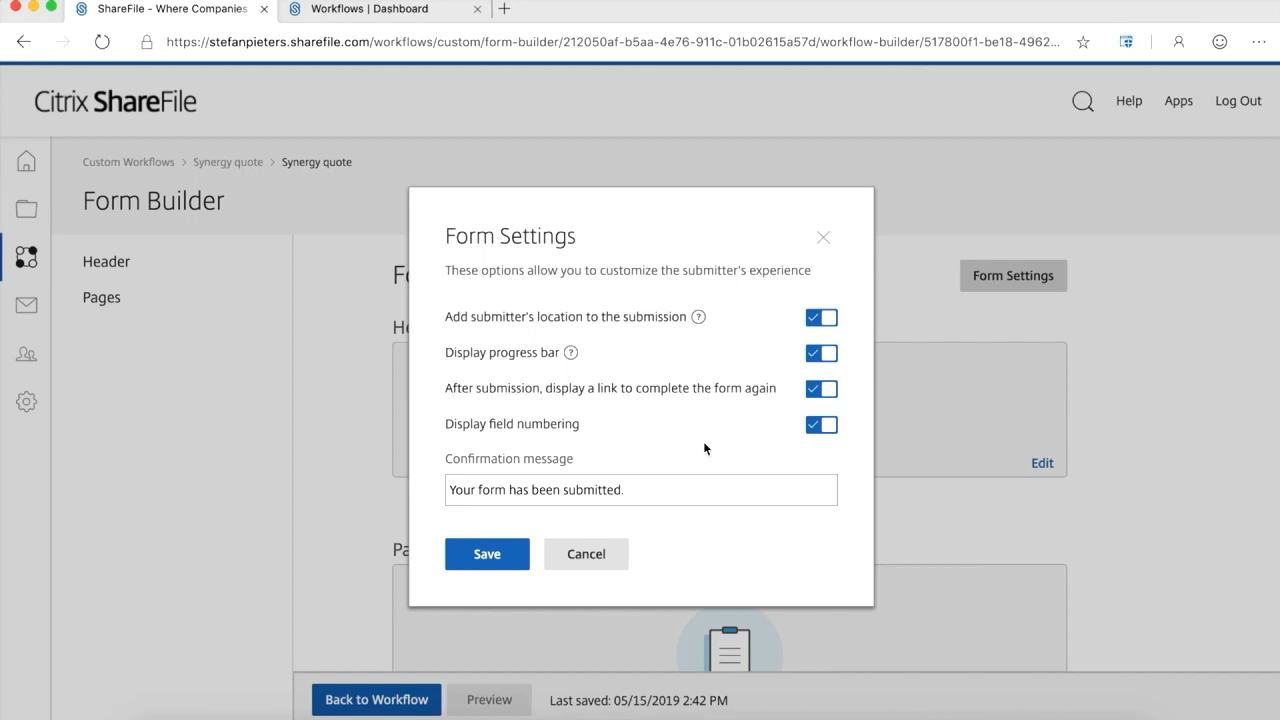 ShareFile - Where Companies
Workflows | Dashboard
https://stefanpieters.sharefile.com/workflows/custom/form-builder/212050af-b5aa-4e76-911c-01b02615a57d/workflow-builder/517800f1-be18-4962...
Citrix ShareFile
Help
Apps
Log Out
Custom Workflows > Synergy quote > Synergy quote
Form Builder
Header
Pages
Fo
Form Settings
He
Edit
Pa
Form Settings
These options allow you to customize the submitter's experience
Add submitter's location to the submission ?
Display progress bar ?
After submission, display a link to complete the form again
Display field numbering
Confirmation message
Your form has been submitted.
Save
Cancel
Back to Workflow
Preview
Last saved: 05/15/2019 2:42 PM